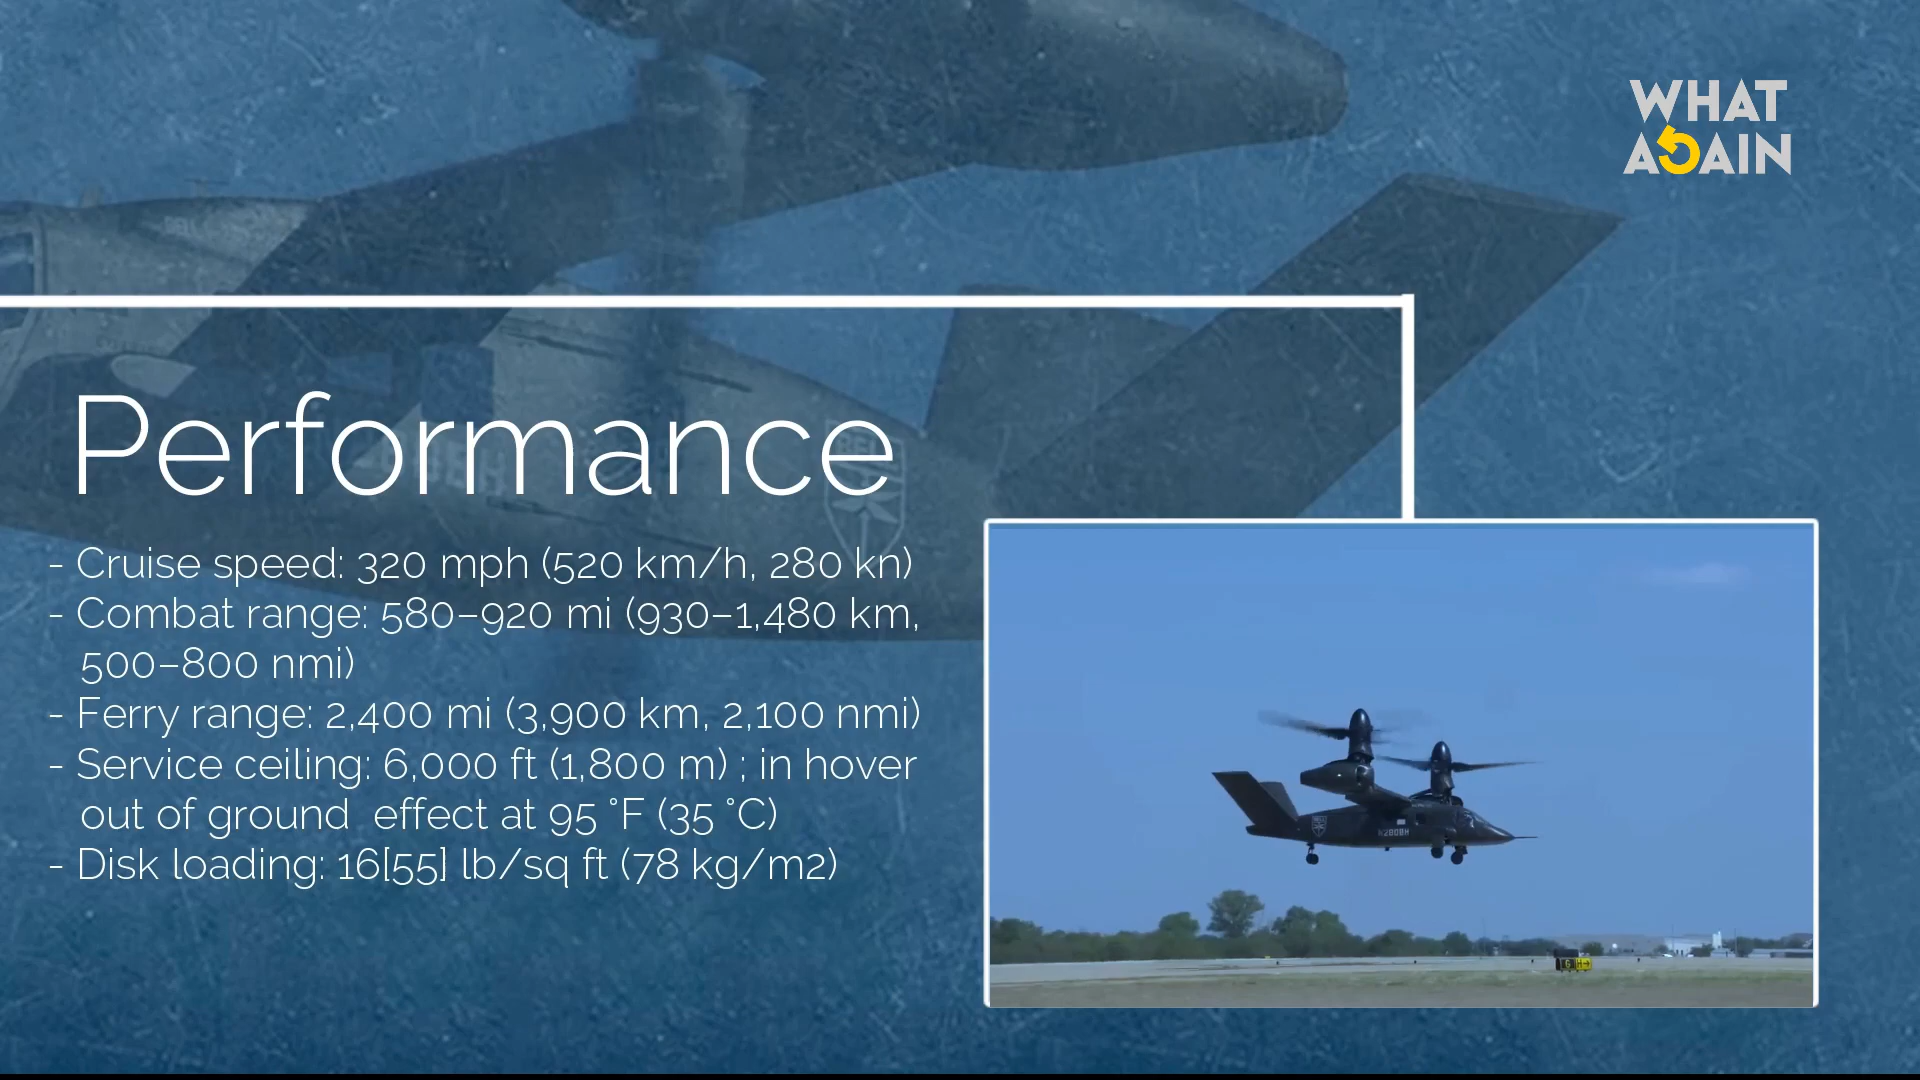 WHAT
AGAIN
Performance
- Cruise speed: 320 mph (520 km/h, 280 kn)
- Combat range: 580–920 mi (930–1,480 km,
500–800 nmi)
- Ferry range: 2,400 mi (3,900 km, 2,100 nmi)
- Service ceiling: 6,000 ft (1,800 m) ; in hover
out of ground  effect at 95 °F (35 °C)
- Disk loading: 16[55] lb/sq ft (78 kg/m2)
BELL
N280BH